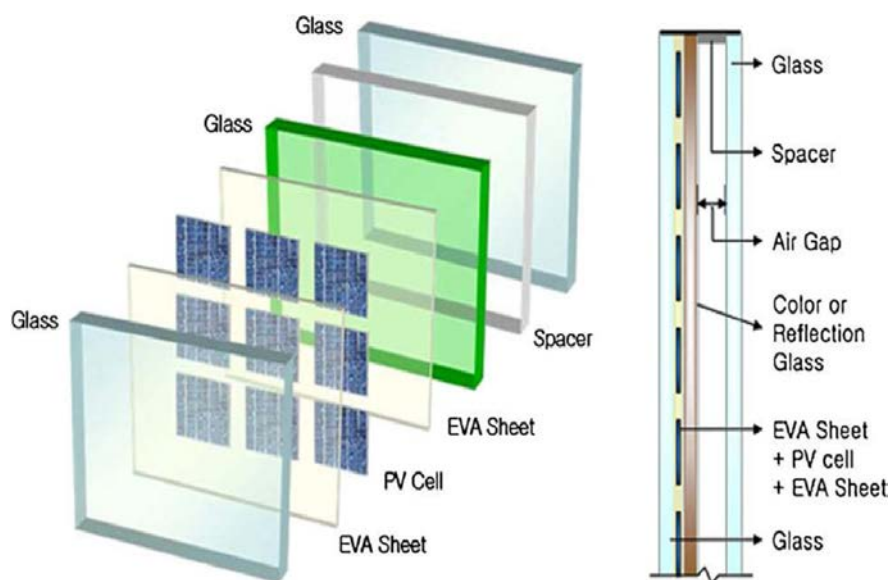 Glass
Glass
Glass
Spacer
EVA Sheet
PV Cell
EVA Sheet
Glass
Spacer
Air Gap
Color or
Reflection
Glass
EVA Sheet
+ PV cell
+ EVA Sheet
Glass